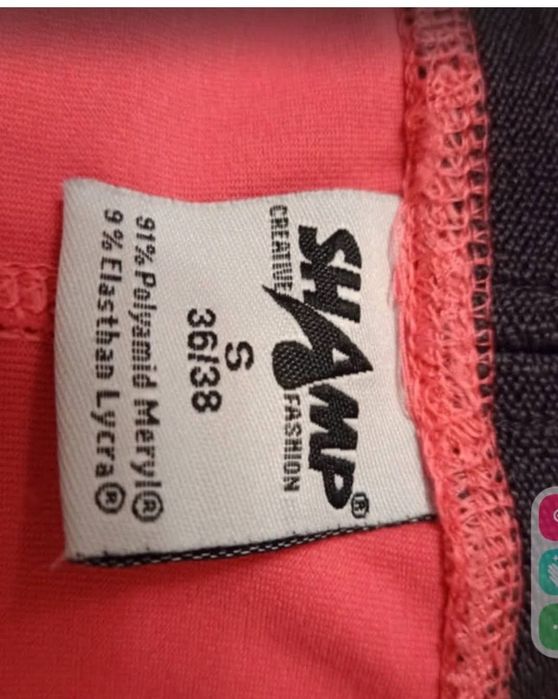 SHAMP®
CREATIVE FASHION
S
36/38
91% Polyamid Meryl®
9% Elasthan Lycra®